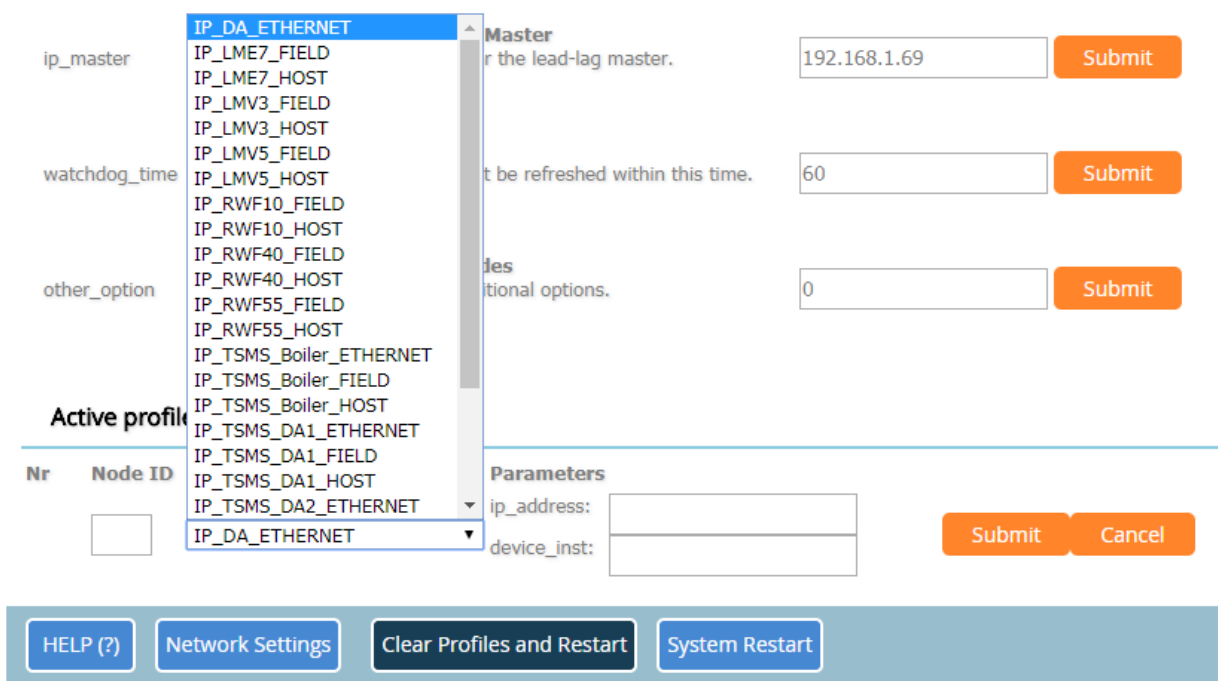 Master
ip_master
r the lead-lag master.
192.168.1.69
Submit
watchdog_time
t be refreshed within this time.
60
Submit
des
other_option
itional options.
0
Submit
IP_DA_ETHERNET
IP_LME7_FIELD
IP_LME7_HOST
IP_LMV3_FIELD
IP_LMV3_HOST
IP_LMV5_FIELD
IP_LMV5_HOST
IP_RWF10_FIELD
IP_RWF10_HOST
IP_RWF40_FIELD
IP_RWF40_HOST
IP_RWF55_FIELD
IP_RWF55_HOST
IP_TSMS_Boiler_ETHERNET
IP_TSMS_Boiler_FIELD
IP_TSMS_Boiler_HOST
IP_TSMS_DA1_ETHERNET
IP_TSMS_DA1_FIELD
IP_TSMS_DA1_HOST
IP_TSMS_DA2_ETHERNET
Active profile
Nr Node ID Parameters
ip_address:
IP_DA_ETHERNET
device_inst:
Submit Cancel
HELP (?) Network Settings Clear Profiles and Restart System Restart